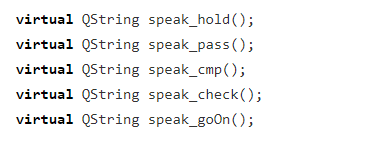 virtual QString speak_hold();
virtual QString speak_pass();
virtual QString speak_cmp();
virtual QString speak_check();
virtual QString speak_goOn();